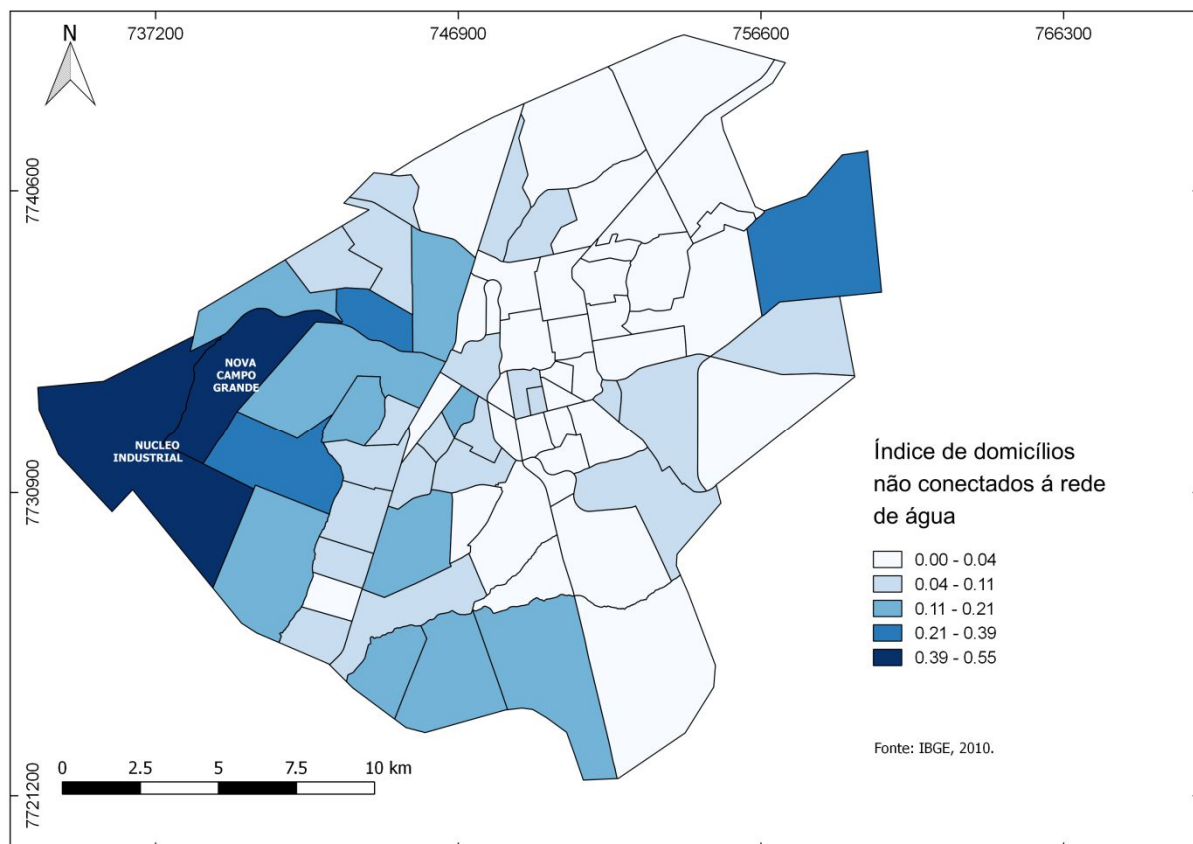 737200
746900
756600
766300
N
7740600
7730900
7721200
NOVA
CAMPO
GRANDE
NUCLEO
INDUSTRIAL
Índice de domicílios
não conectados á rede
de água
0.00 - 0.04
0.04 - 0.11
0.11 - 0.21
0.21 - 0.39
0.39 - 0.55
Fonte: IBGE, 2010.
0 2.5 5 7.5 10 km